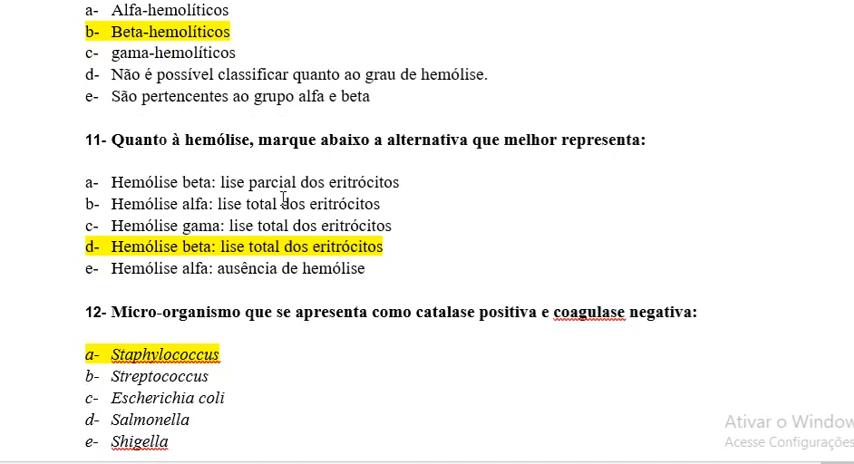 a- Alfa-hemolíticos
b- Beta-hemolíticos
c- gama-hemolíticos
d- Não é possível classificar quanto ao grau de hemólise.
e- São pertencentes ao grupo alfa e beta
11- Quanto à hemólise, marque abaixo a alternativa que melhor representa:
a- Hemólise beta: lise parcial dos eritrócitos
b- Hemólise alfa: lise total dos eritrócitos
c- Hemólise gama: lise total dos eritrócitos
d- Hemólise beta: lise total dos eritrócitos
e- Hemólise alfa: ausência de hemólise
12- Micro-organismo que se apresenta como catalase positiva e coagulase negativa:
a- Staphylococcus
b- Streptococcus
c- Escherichia coli
d- Salmonella
e- Shigella
Ativar o Window
Acesse Configurações